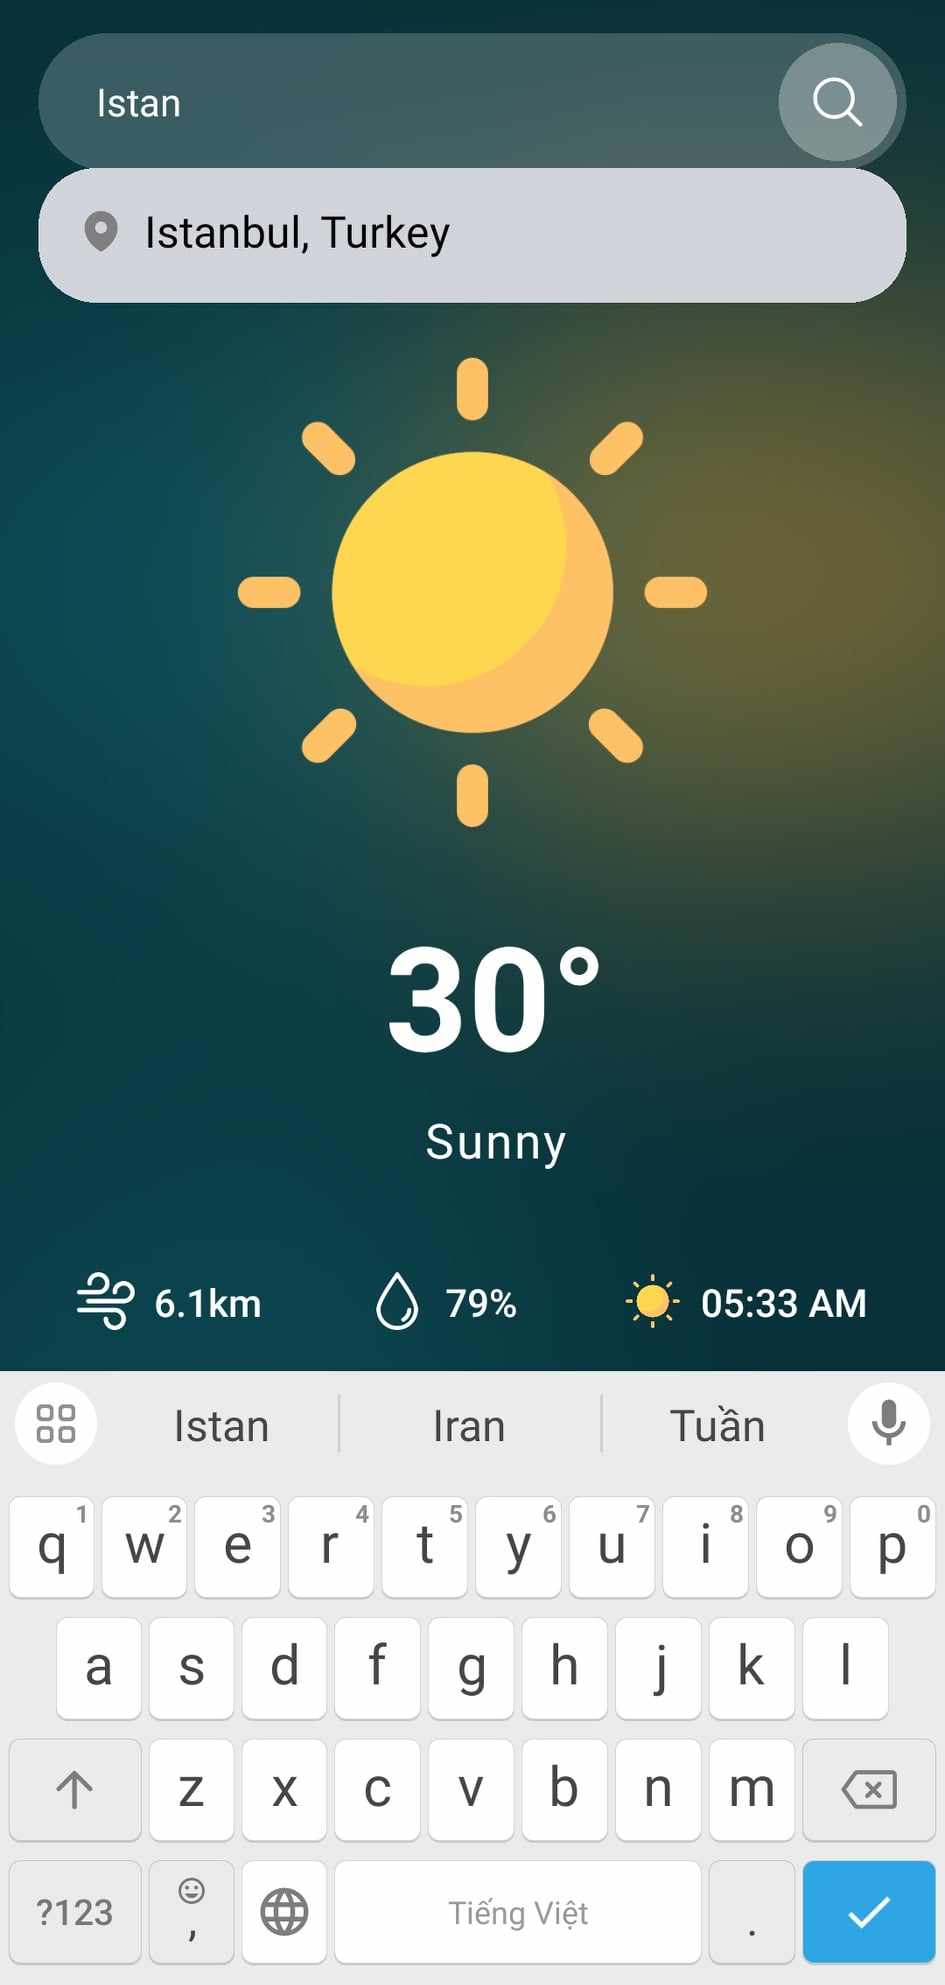 Istan
Istanbul, Turkey
30°
Sunny
6.1km 79% 05:33 AM
Istan Iran Tuần
1 2 3 4 5 6 7 8 9 0
q w e r t y u i o p
a s d f g h j k l
z x c v b n m
?123 , Tiếng Việt .